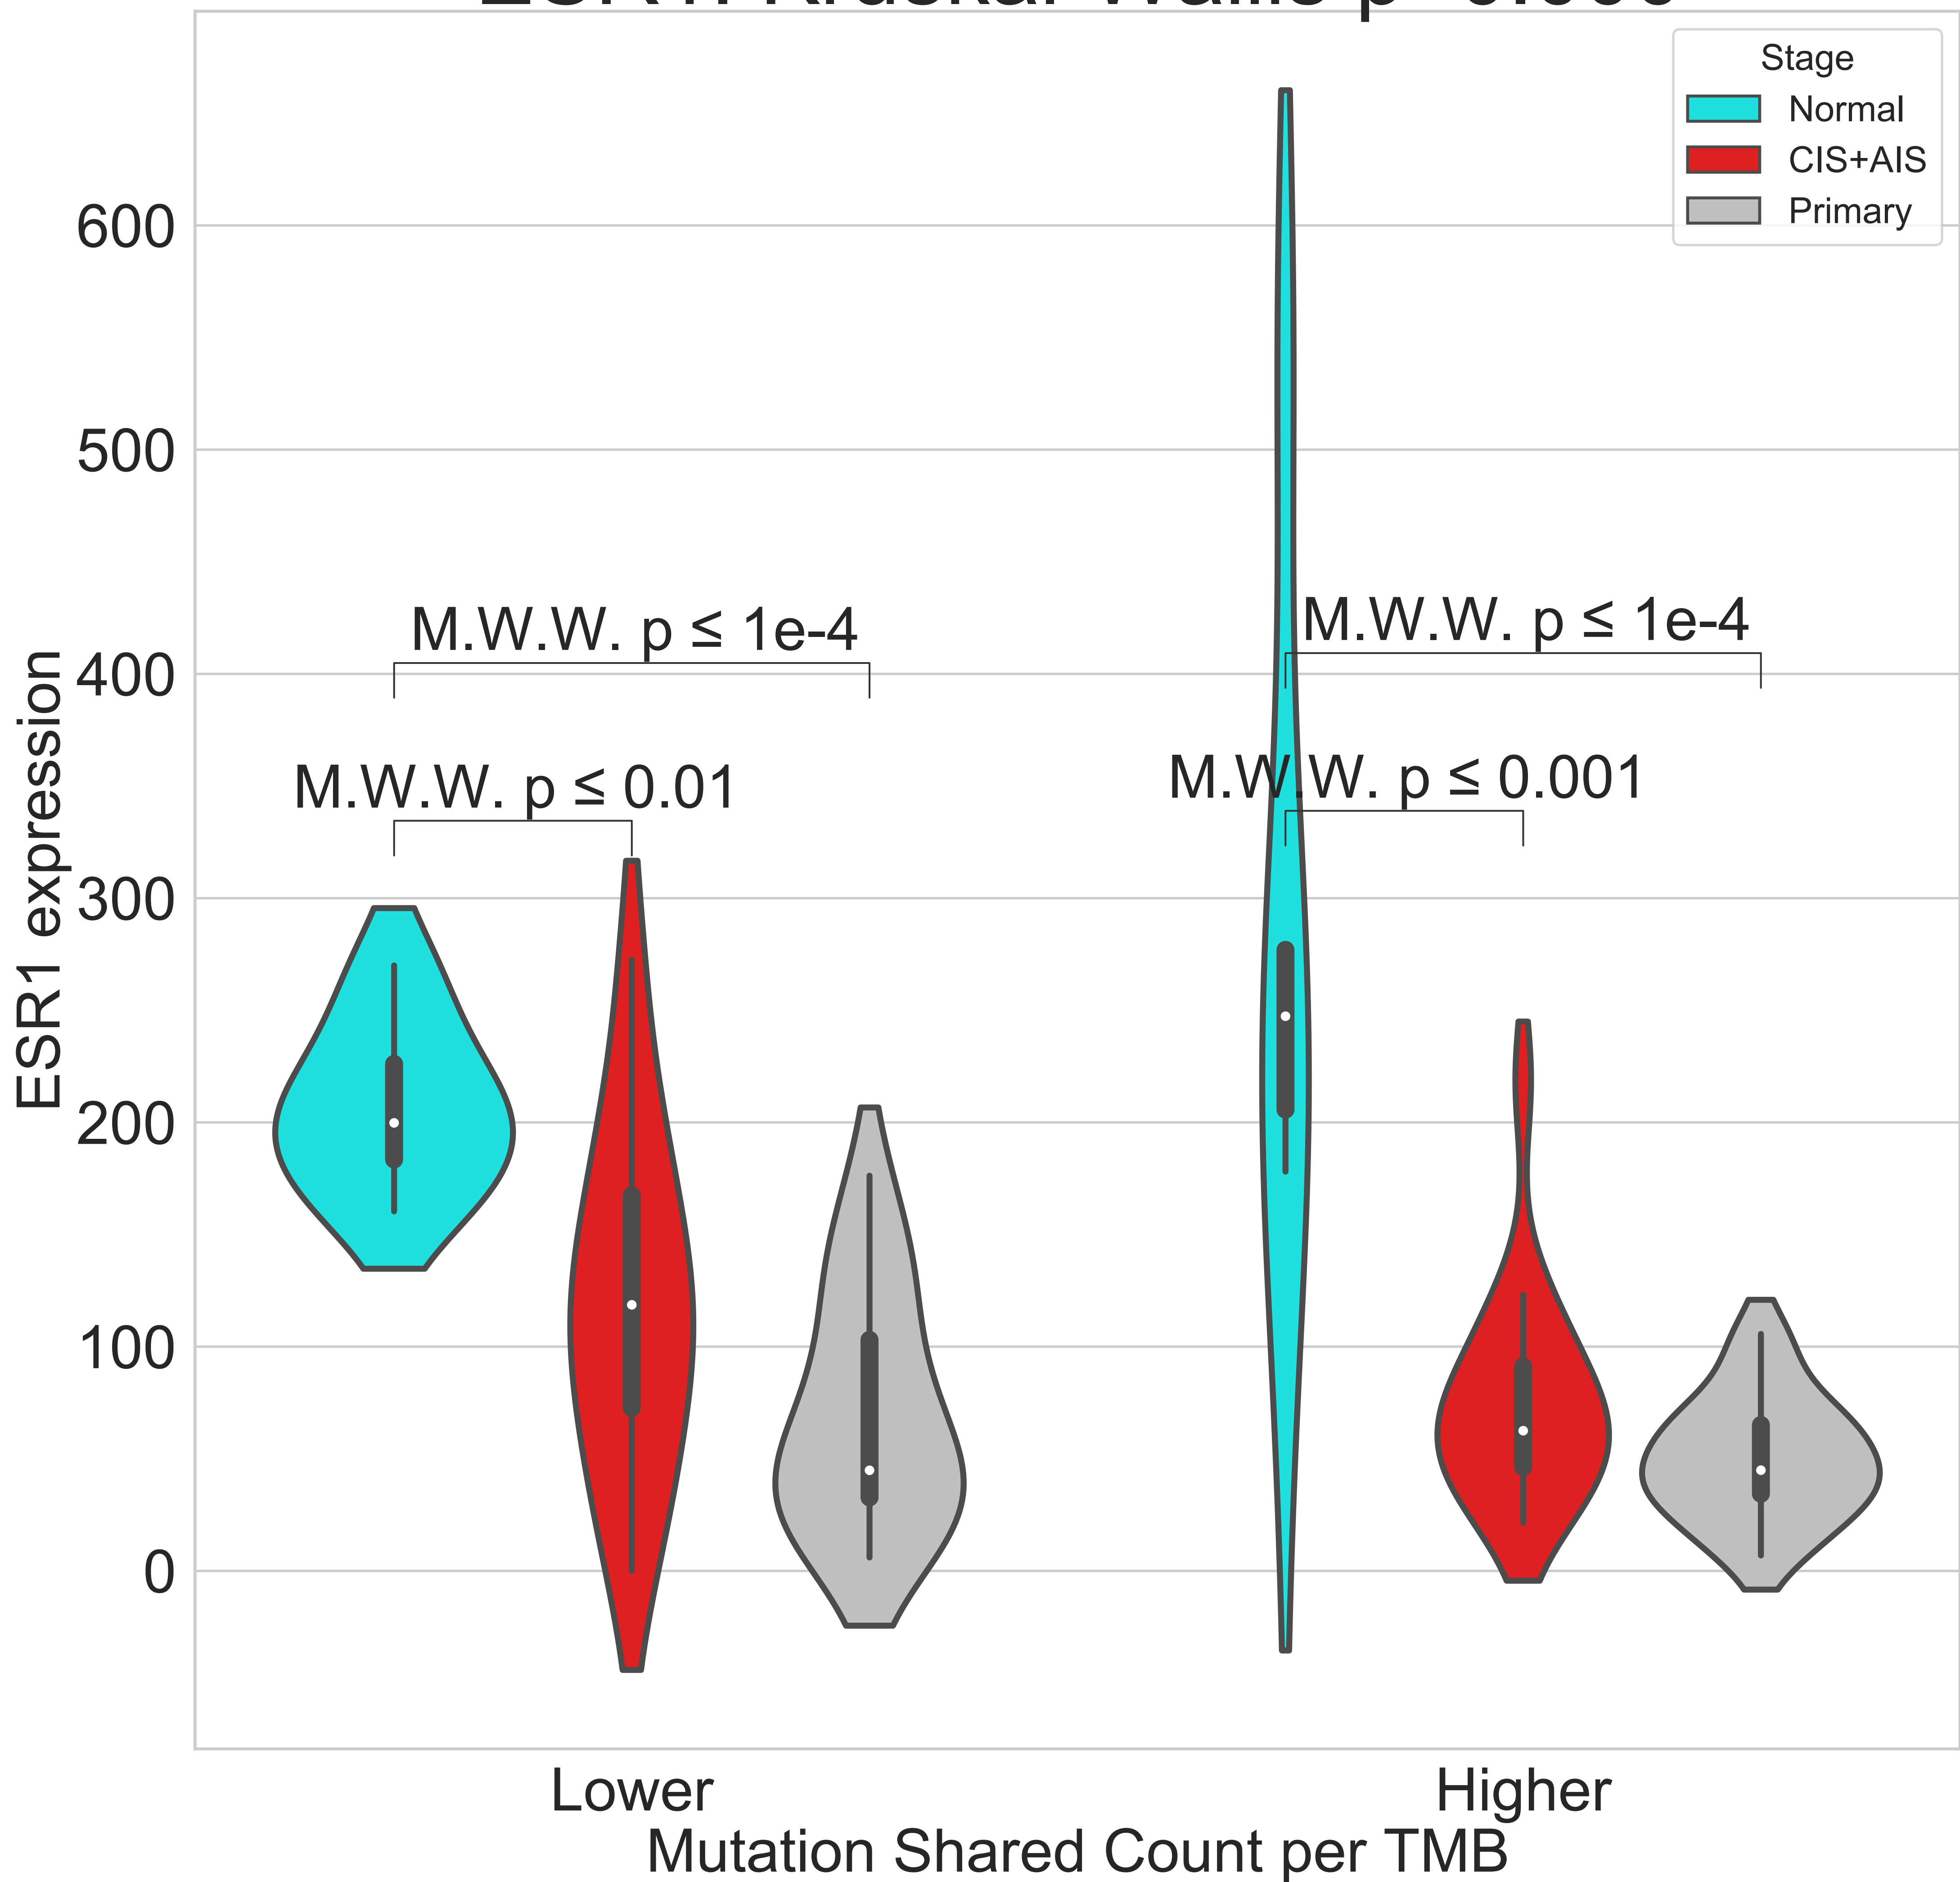 Stage
Normal
CIS+AIS
Primary
600
500
400
300
200
100
0
ESR1 expression
M.W.W. p ≤ 1e-4
M.W.W. p ≤ 0.01
M.W.W. p ≤ 1e-4
M.W.W. p ≤ 0.001
Lower
Higher
Mutation Shared Count per TMB